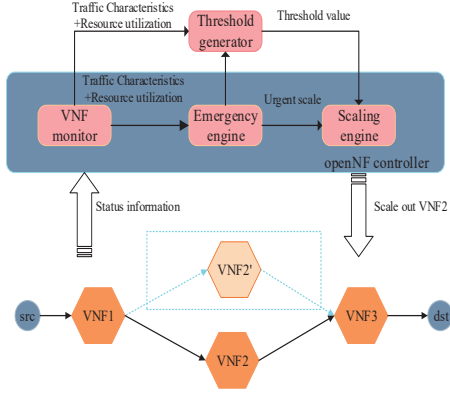 Traffic Characteristics
+Resource utilization
Threshold
generator
Threshold value
Traffic Characteristics
+Resource utilization
Urgent scale
VNF
monitor
Emergency
engine
Scaling
engine
openNF controller
Status information
Scale out VNF2
VNF2'
src
VNF1
VNF2
VNF3
dst